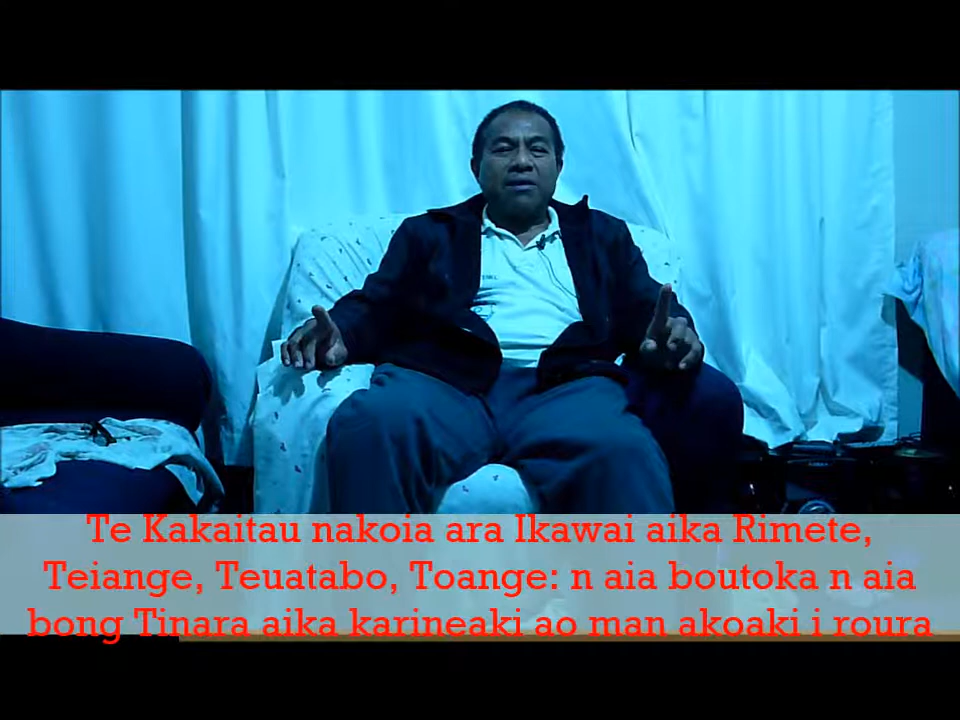 Te Kakaitau nakoia ara Ikawai aika Rimete,
Teiange, Teuatabo, Toange: n aia boutoka n aia
bong Tinara aika karineaki ao man akoaki i roura